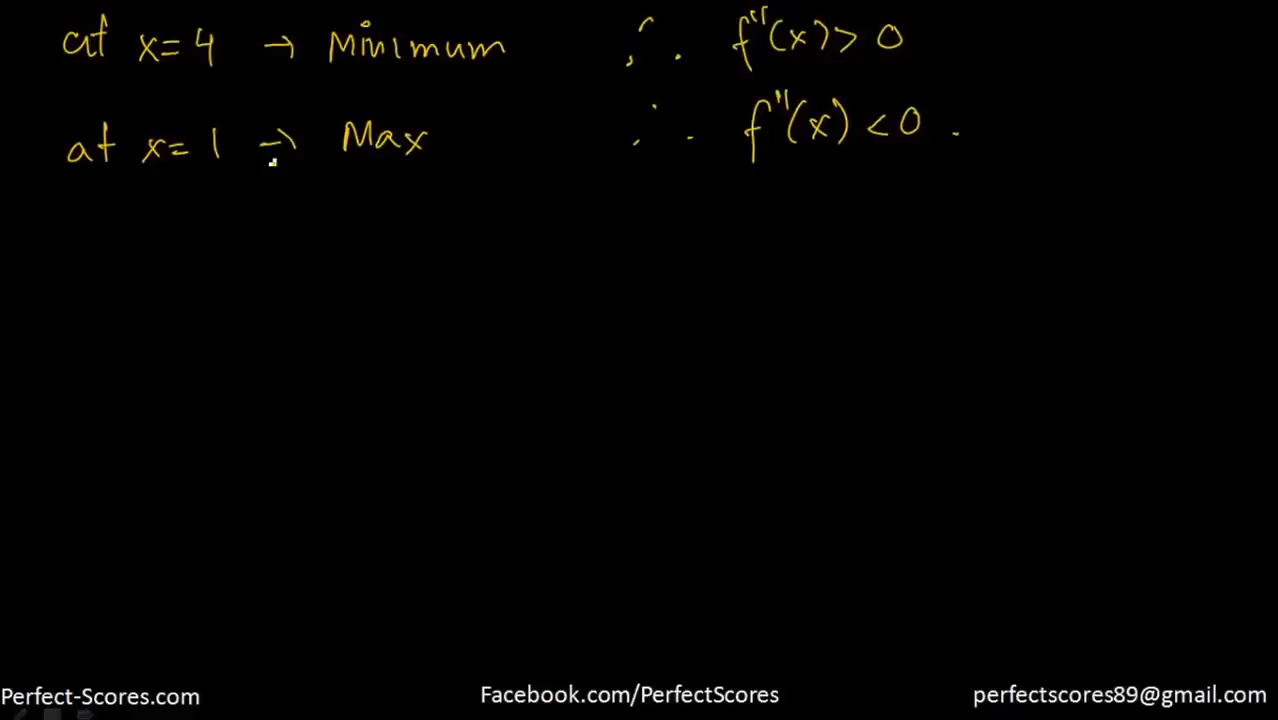 at x=4 → Minimum ∴ f''(x) > 0
at x=1 → Max ∴ f''(x) < 0 .
Perfect-Scores.com Facebook.com/PerfectScores perfectscores89@gmail.com